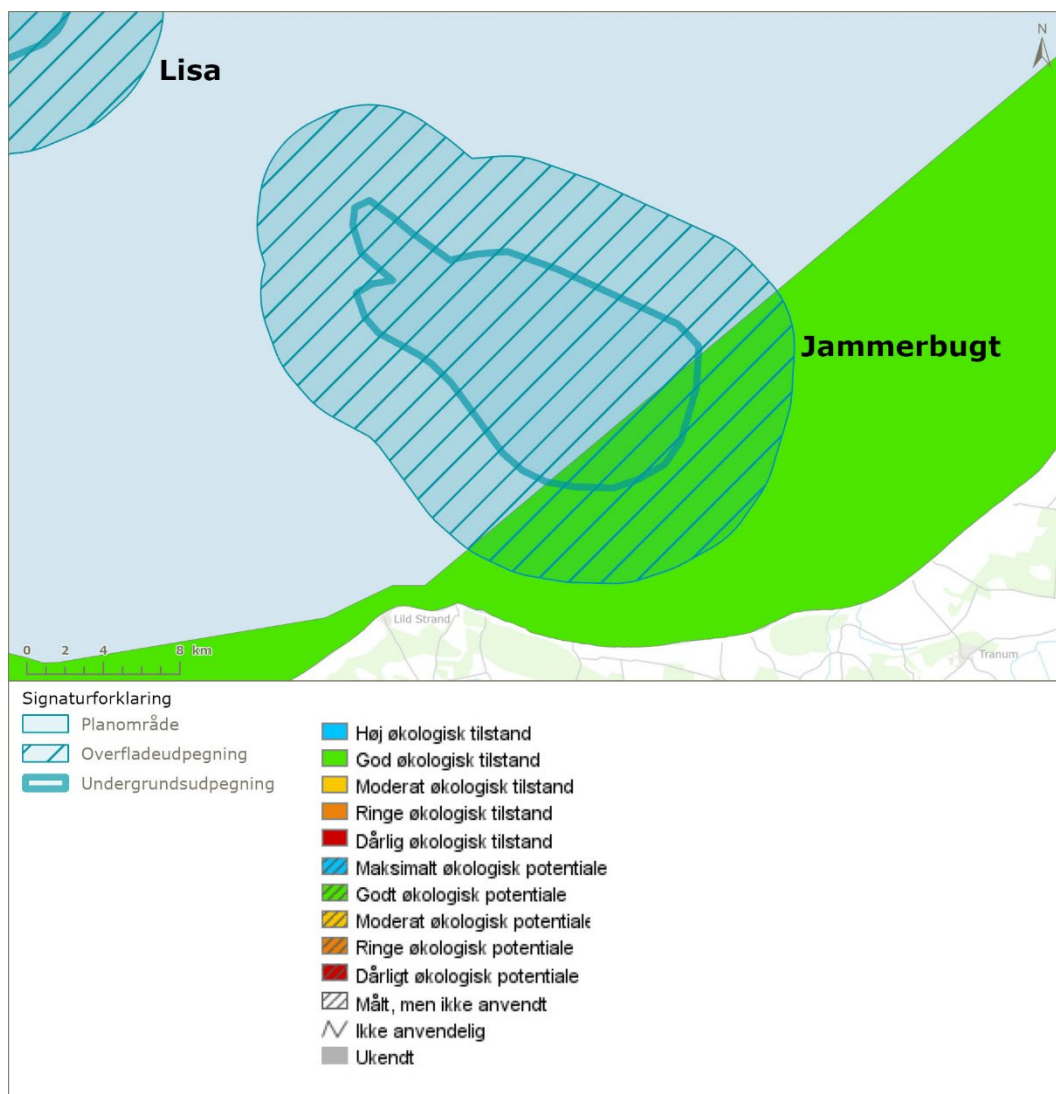 Lisa
N
Jammerbugt
Lild Strand
Tranum
0 2 4 8 km
Signaturforklaring
Planområde
Overfladeudpegning
Undergrundsudpegning
Høj økologisk tilstand
God økologisk tilstand
Moderat økologisk tilstand
Ringe økologisk tilstand
Dårlig økologisk tilstand
Maksimalt økologisk potentiale
Godt økologisk potentiale
Moderat økologisk potentiale
Ringe økologisk potentiale
Dårligt økologisk potentiale
Målt, men ikke anvendt
Ikke anvendelig
Ukendt